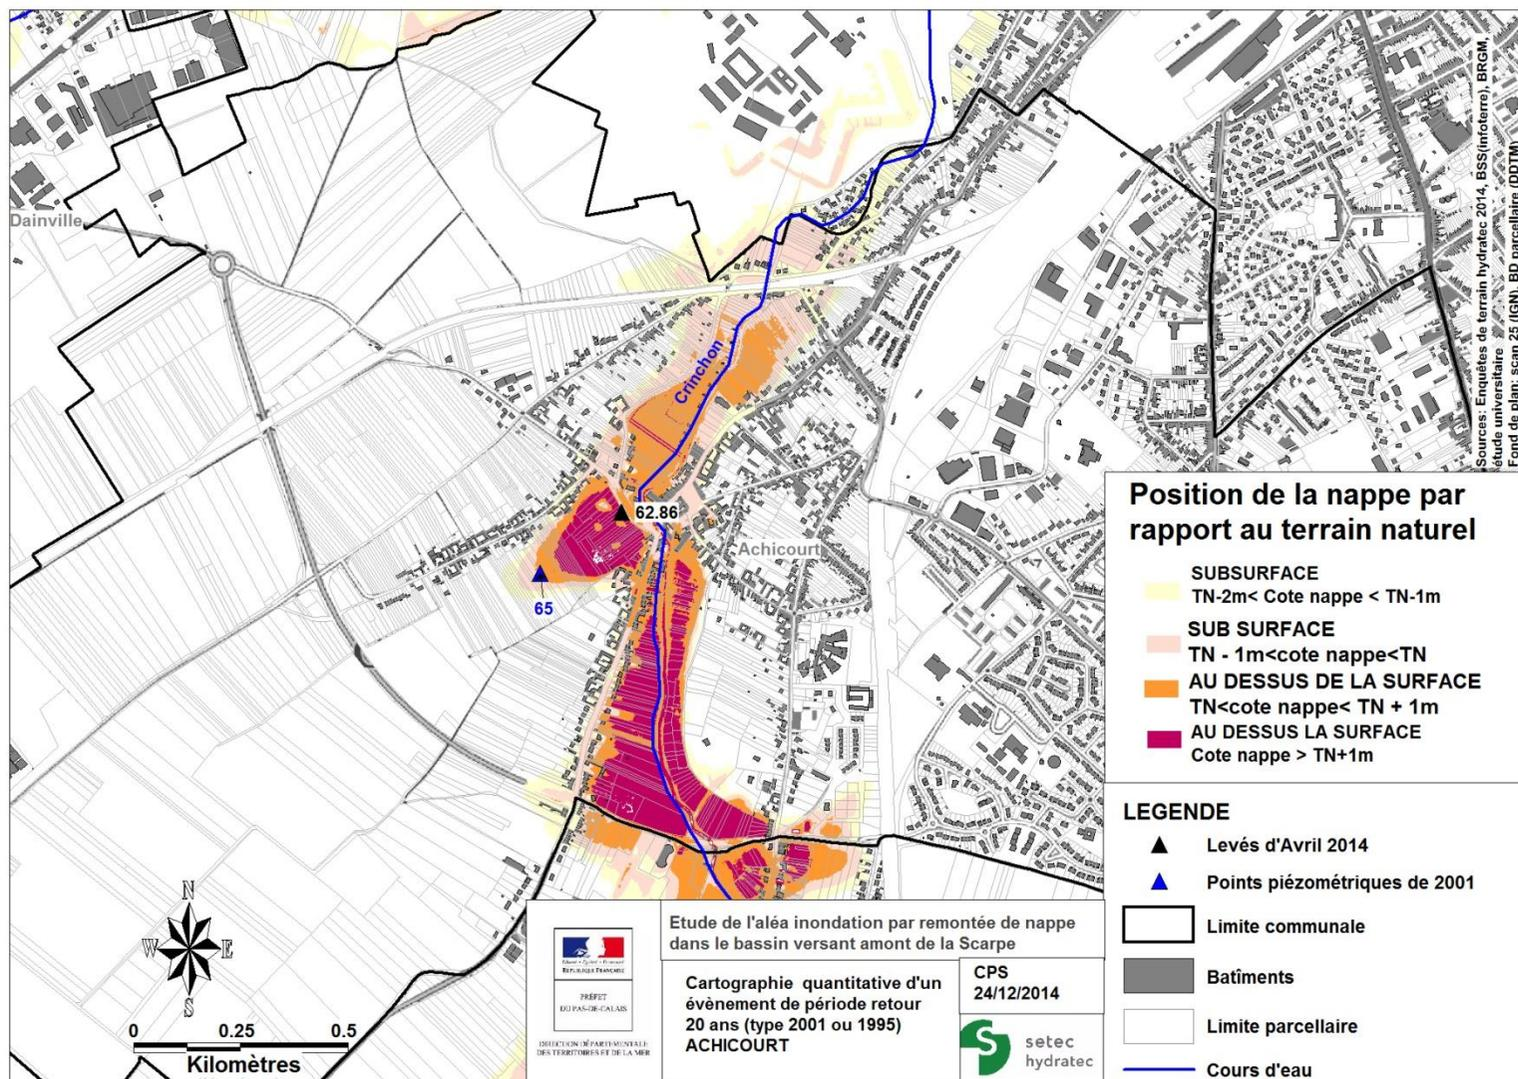 Dainville
Crinchon
62.86
65
Achicourt
Sources: Enquêtes de terrain hydratec 2014, BSS(infoterre), BRGM,
étude universitaire
Fond de plan: scan 25 (IGN), BD parcellaire (DDTM)
Position de la nappe par
rapport au terrain naturel
SUBSURFACE
TN-2m< Cote nappe < TN-1m
SUB SURFACE
TN - 1m<cote nappe<TN
AU DESSUS DE LA SURFACE
TN<cote nappe< TN + 1m
AU DESSUS LA SURFACE
Cote nappe > TN+1m
LEGENDE
Levés d'Avril 2014
Points piézométriques de 2001
Limite communale
Batîments
Limite parcellaire
Cours d'eau
N
W E
S
0 0.25 0.5
Kilomètres
Liberté • Égalité • Fraternité
RÉPUBLIQUE FRANÇAISE
PRÉFET
DU PAS-DE-CALAIS
DIRECTION DÉPARTEMENTALE
DES TERRITOIRES ET DE LA MER
Etude de l'aléa inondation par remontée de nappe
dans le bassin versant amont de la Scarpe
Cartographie quantitative d'un
évènement de période retour
20 ans (type 2001 ou 1995)
ACHICOURT
CPS
24/12/2014
setec
hydratec